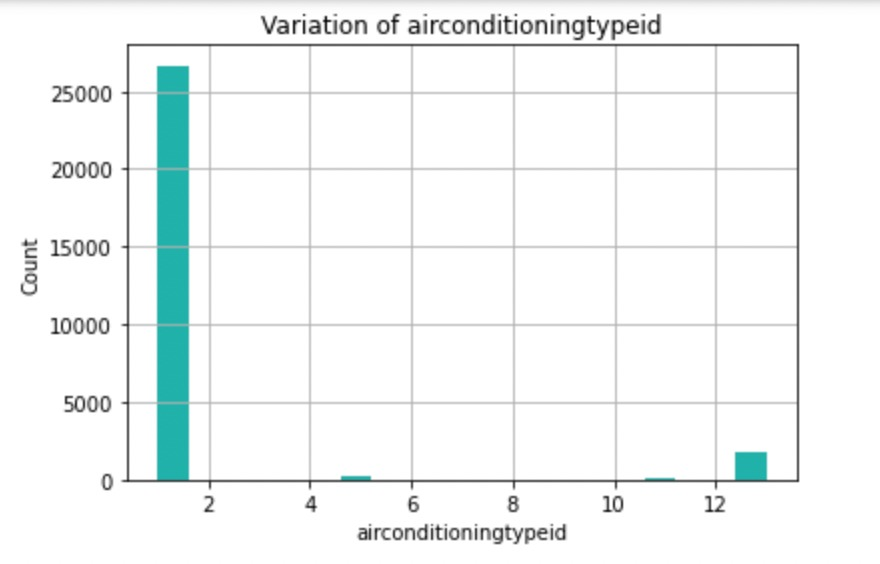 Variation of airconditioningtypeid
25000
20000
15000
10000
5000
0
Count
2 4 6 8 10 12
airconditioningtypeid